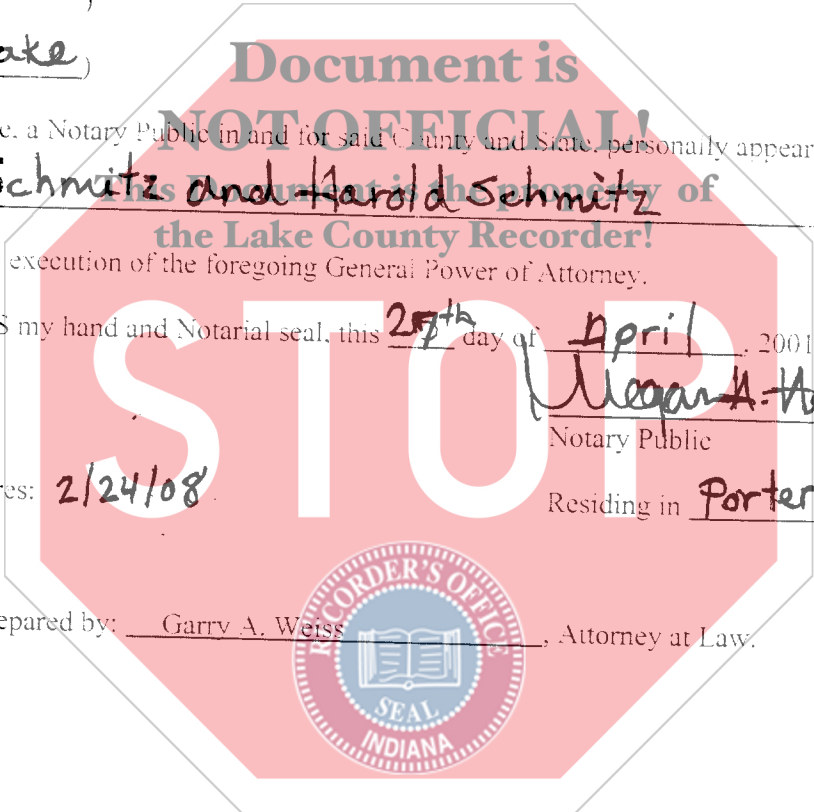 ake )
Document is
NOT OFFICIAL!
e, a Notary Public in and for said County and State, personally appear
Schmitz and Harold Schmitz
This Document is the property of
the Lake County Recorder!
execution of the foregoing General Power of Attorney.
S my hand and Notarial seal, this 27th day of April, 2001
STOP
Megan A.
Notary Public
es: 2/24/08
Residing in Porter
RECORDER'S OFFICE
SEAL
INDIANA
epared by: Garry A. Weiss, Attorney at Law.